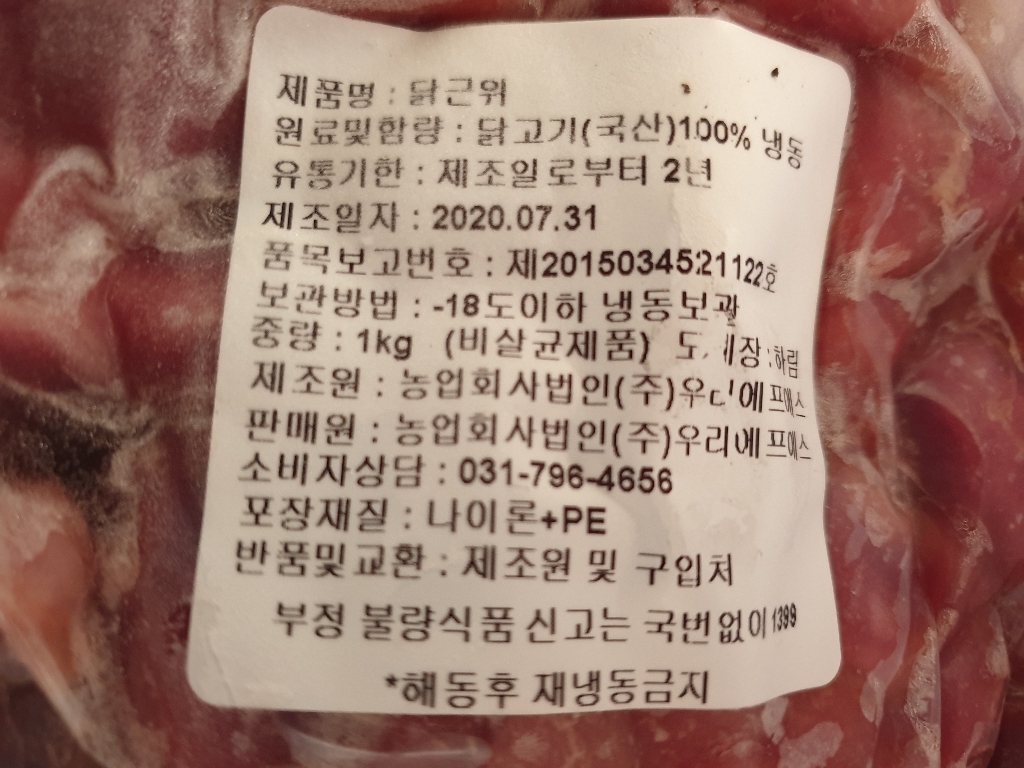 제품명 : 닭근위
원료및함량 : 닭고기(국산)100% 냉동
유통기한 : 제조일로부터 2년
제조일자 : 2020.07.31
품목보고번호 : 제2015034521122호
보관방법 : -18도이하 냉동보관
중량 : 1kg (비살균제품) :하림
제조원 : 농업회사법인(주)우리에프에스
판매원 : 농업회사법인(주)우리에프에스
소비자상담 : 031-796-4656
포장재질 : 나이론+PE
반품및교환 : 제조원 및 구입처
부정 불량식품 신고는 국번없이 1399
*해동후 재냉동금지